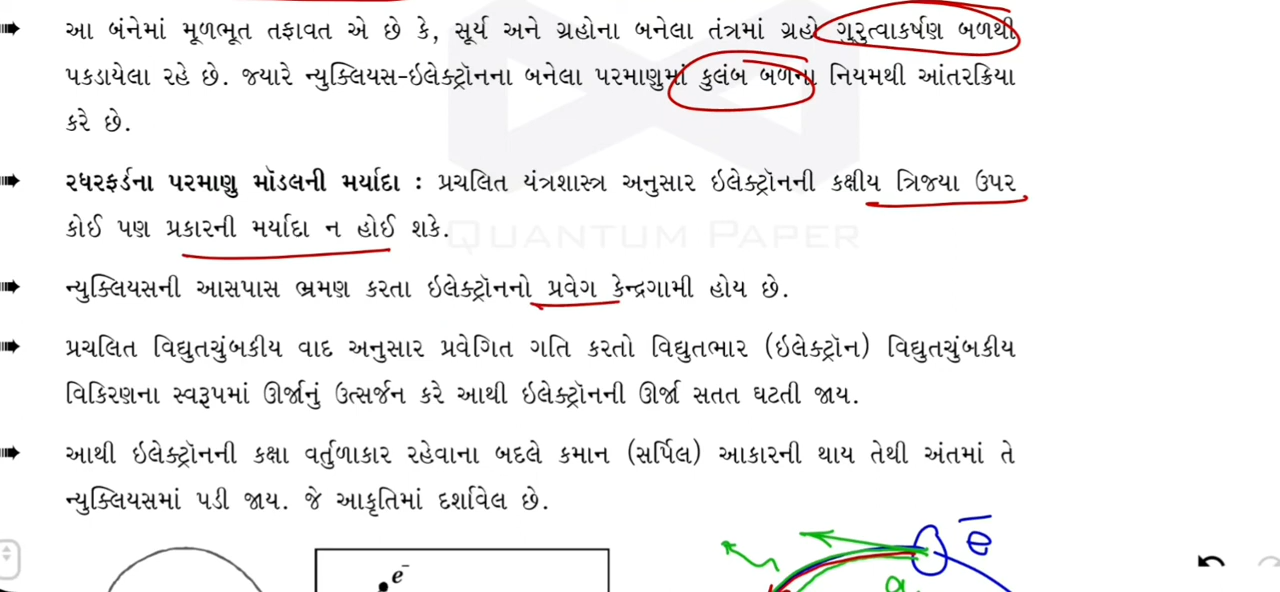 ➠ આ બંનેમાં મૂળભૂત તફાવત એ છે કે, સૂર્ય અને ગ્રહોના બનેલા તંત્રમાં ગ્રહો ગુરુત્વાકર્ષણ બળથી
પકડાયેલા રહે છે. જ્યારે ન્યુક્લિયસ-ઇલેક્ટ્રૉનના બનેલા પરમાણુમાં કુલંબ બળના નિયમથી આંતરક્રિયા
કરે છે.
➠ રધરફર્ડના પરમાણુ મૉડલની મર્યાદા : પ્રચલિત યંત્રશાસ્ત્ર અનુસાર ઇલેક્ટ્રૉનની કક્ષીય ત્રિજ્યા ઉપર
કોઈ પણ પ્રકારની મર્યાદા ન હોઈ શકે.
QUANTUM PAPER
➠ ન્યુક્લિયસની આસપાસ ભ્રમણ કરતા ઇલેક્ટ્રૉનનો પ્રવેગ કેન્દ્રગામી હોય છે.
➠ પ્રચલિત વિદ્યુતચુંબકીય વાદ અનુસાર પ્રવેગિત ગતિ કરતો વિદ્યુતભાર (ઇલેક્ટ્રૉન) વિદ્યુતચુંબકીય
વિકિરણના સ્વરૂપમાં ઊર્જાનું ઉત્સર્જન કરે આથી ઇલેક્ટ્રૉનની ઊર્જા સતત ઘટતી જાય.
➠ આથી ઇલેક્ટ્રૉનની કક્ષા વર્તુળાકાર રહેવાના બદલે કમાન (સર્પિલ) આકારની થાય તેથી અંતમાં તે
ન્યુક્લિયસમાં પડી જાય. જે આકૃતિમાં દર્શાવેલ છે.
e⁻
e⁻